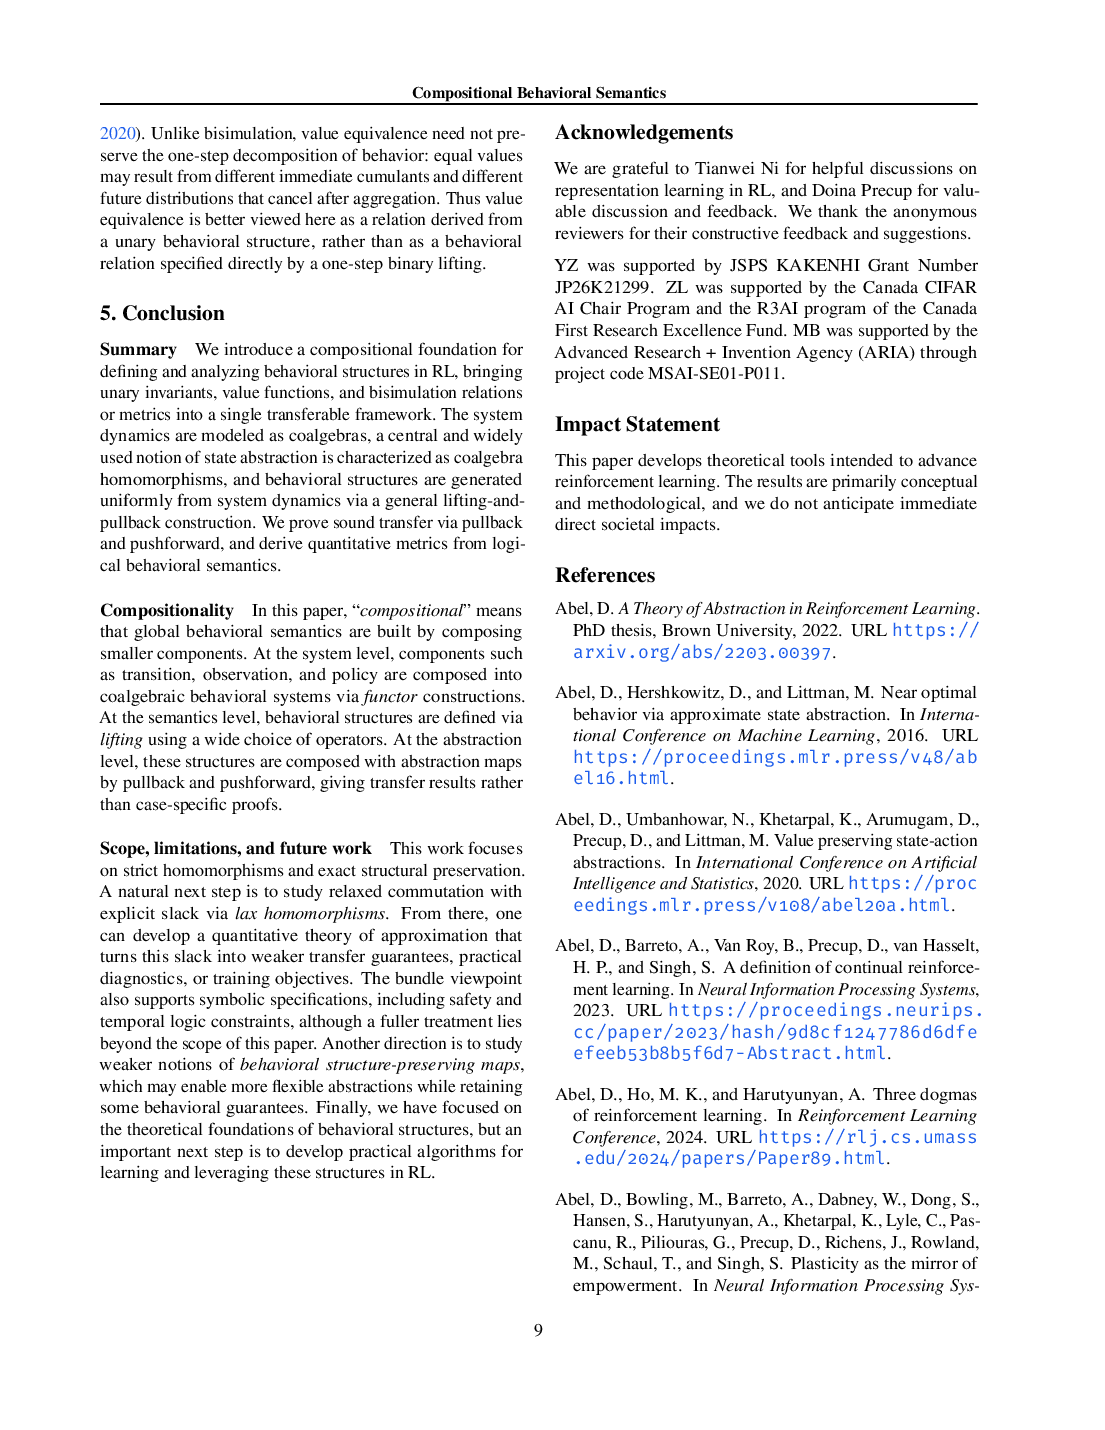 Compositional Behavioral Semantics
2020). Unlike bisimulation, value equivalence need not pre-
serve the one-step decomposition of behavior: equal values
may result from different immediate cumulants and different
future distributions that cancel after aggregation. Thus value
equivalence is better viewed here as a relation derived from
a unary behavioral structure, rather than as a behavioral
relation specified directly by a one-step binary lifting.
5. Conclusion
Summary We introduce a compositional foundation for
defining and analyzing behavioral structures in RL, bringing
unary invariants, value functions, and bisimulation relations
or metrics into a single transferable framework. The system
dynamics are modeled as coalgebras, a central and widely
used notion of state abstraction is characterized as coalgebra
homomorphisms, and behavioral structures are generated
uniformly from system dynamics via a general lifting-and-
pullback construction. We prove sound transfer via pullback
and pushforward, and derive quantitative metrics from logi-
cal behavioral semantics.
Compositionality In this paper, “compositional” means
that global behavioral semantics are built by composing
smaller components. At the system level, components such
as transition, observation, and policy are composed into
coalgebraic behavioral systems via functor constructions.
At the semantics level, behavioral structures are defined via
lifting using a wide choice of operators. At the abstraction
level, these structures are composed with abstraction maps
by pullback and pushforward, giving transfer results rather
than case-specific proofs.
Scope, limitations, and future work This work focuses
on strict homomorphisms and exact structural preservation.
A natural next step is to study relaxed commutation with
explicit slack via lax homomorphisms. From there, one
can develop a quantitative theory of approximation that
turns this slack into weaker transfer guarantees, practical
diagnostics, or training objectives. The bundle viewpoint
also supports symbolic specifications, including safety and
temporal logic constraints, although a fuller treatment lies
beyond the scope of this paper. Another direction is to study
weaker notions of behavioral structure-preserving maps,
which may enable more flexible abstractions while retaining
some behavioral guarantees. Finally, we have focused on
the theoretical foundations of behavioral structures, but an
important next step is to develop practical algorithms for
learning and leveraging these structures in RL.
Acknowledgements
We are grateful to Tianwei Ni for helpful discussions on
representation learning in RL, and Doina Precup for valu-
able discussion and feedback. We thank the anonymous
reviewers for their constructive feedback and suggestions.
YZ was supported by JSPS KAKENHI Grant Number
JP26K21299. ZL was supported by the Canada CIFAR
AI Chair Program and the R3AI program of the Canada
First Research Excellence Fund. MB was supported by the
Advanced Research + Invention Agency (ARIA) through
project code MSAI-SE01-P011.
Impact Statement
This paper develops theoretical tools intended to advance
reinforcement learning. The results are primarily conceptual
and methodological, and we do not anticipate immediate
direct societal impacts.
References
Abel, D. A Theory of Abstraction in Reinforcement Learning.
PhD thesis, Brown University, 2022. URL https://
arxiv.org/abs/2203.00397.
Abel, D., Hershkowitz, D., and Littman, M. Near optimal
behavior via approximate state abstraction. In Interna-
tional Conference on Machine Learning, 2016. URL
https://proceedings.mlr.press/v48/ab
el16.html.
Abel, D., Umbanhowar, N., Khetarpal, K., Arumugam, D.,
Precup, D., and Littman, M. Value preserving state-action
abstractions. In International Conference on Artificial
Intelligence and Statistics, 2020. URL https://proc
eedings.mlr.press/v108/abel20a.html.
Abel, D., Barreto, A., Van Roy, B., Precup, D., van Hasselt,
H. P., and Singh, S. A definition of continual reinforce-
ment learning. In Neural Information Processing Systems,
2023. URL https://proceedings.neurips.
cc/paper/2023/hash/9d8cf1247786d6dfe
efeeb53b8b5f6d7-Abstract.html.
Abel, D., Ho, M. K., and Harutyunyan, A. Three dogmas
of reinforcement learning. In Reinforcement Learning
Conference, 2024. URL https://rlj.cs.umass
.edu/2024/papers/Paper89.html.
Abel, D., Bowling, M., Barreto, A., Dabney, W., Dong, S.,
Hansen, S., Harutyunyan, A., Khetarpal, K., Lyle, C., Pas-
canu, R., Piliouras, G., Precup, D., Richens, J., Rowland,
M., Schaul, T., and Singh, S. Plasticity as the mirror of
empowerment. In Neural Information Processing Sys-
9